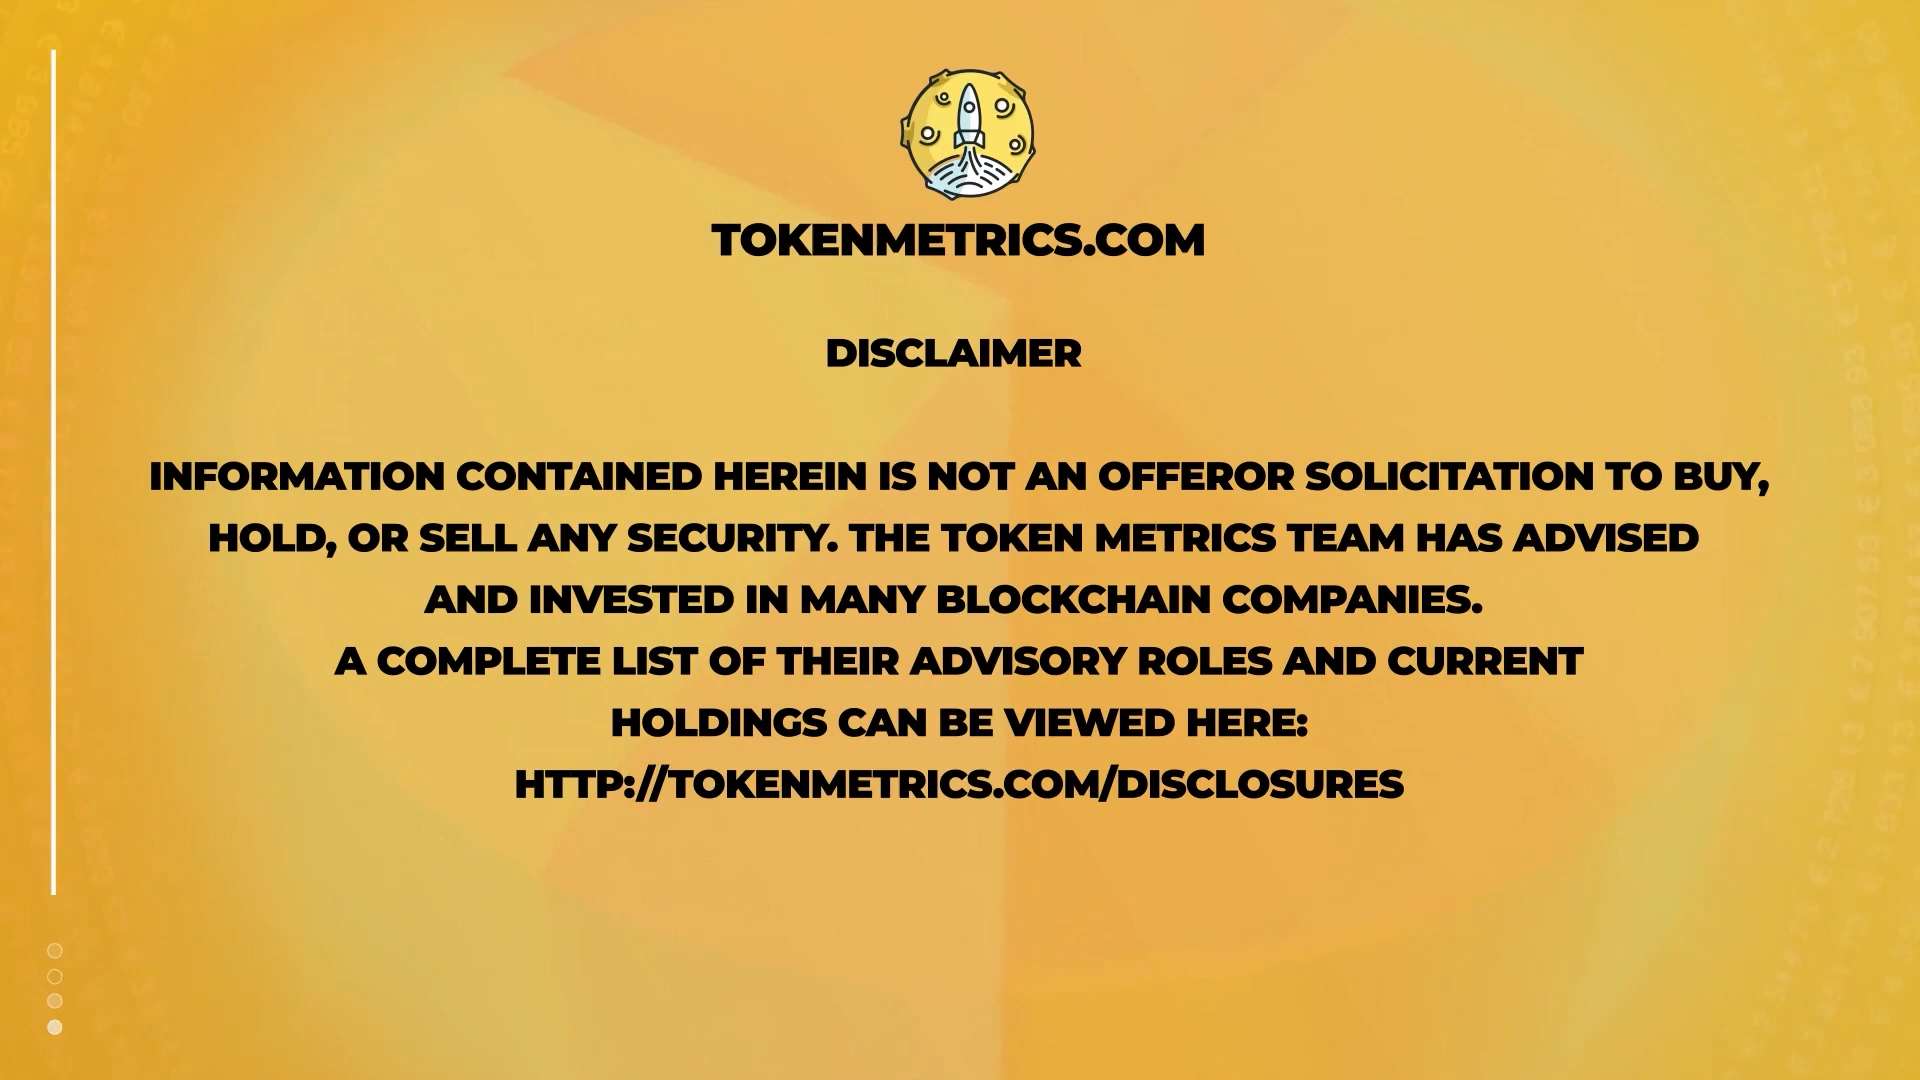 TOKENMETRICS.COM
DISCLAIMER
INFORMATION CONTAINED HEREIN IS NOT AN OFFEROR SOLICITATION TO BUY,
HOLD, OR SELL ANY SECURITY. THE TOKEN METRICS TEAM HAS ADVISED
AND INVESTED IN MANY BLOCKCHAIN COMPANIES.
A COMPLETE LIST OF THEIR ADVISORY ROLES AND CURRENT
HOLDINGS CAN BE VIEWED HERE:
HTTP://TOKENMETRICS.COM/DISCLOSURES